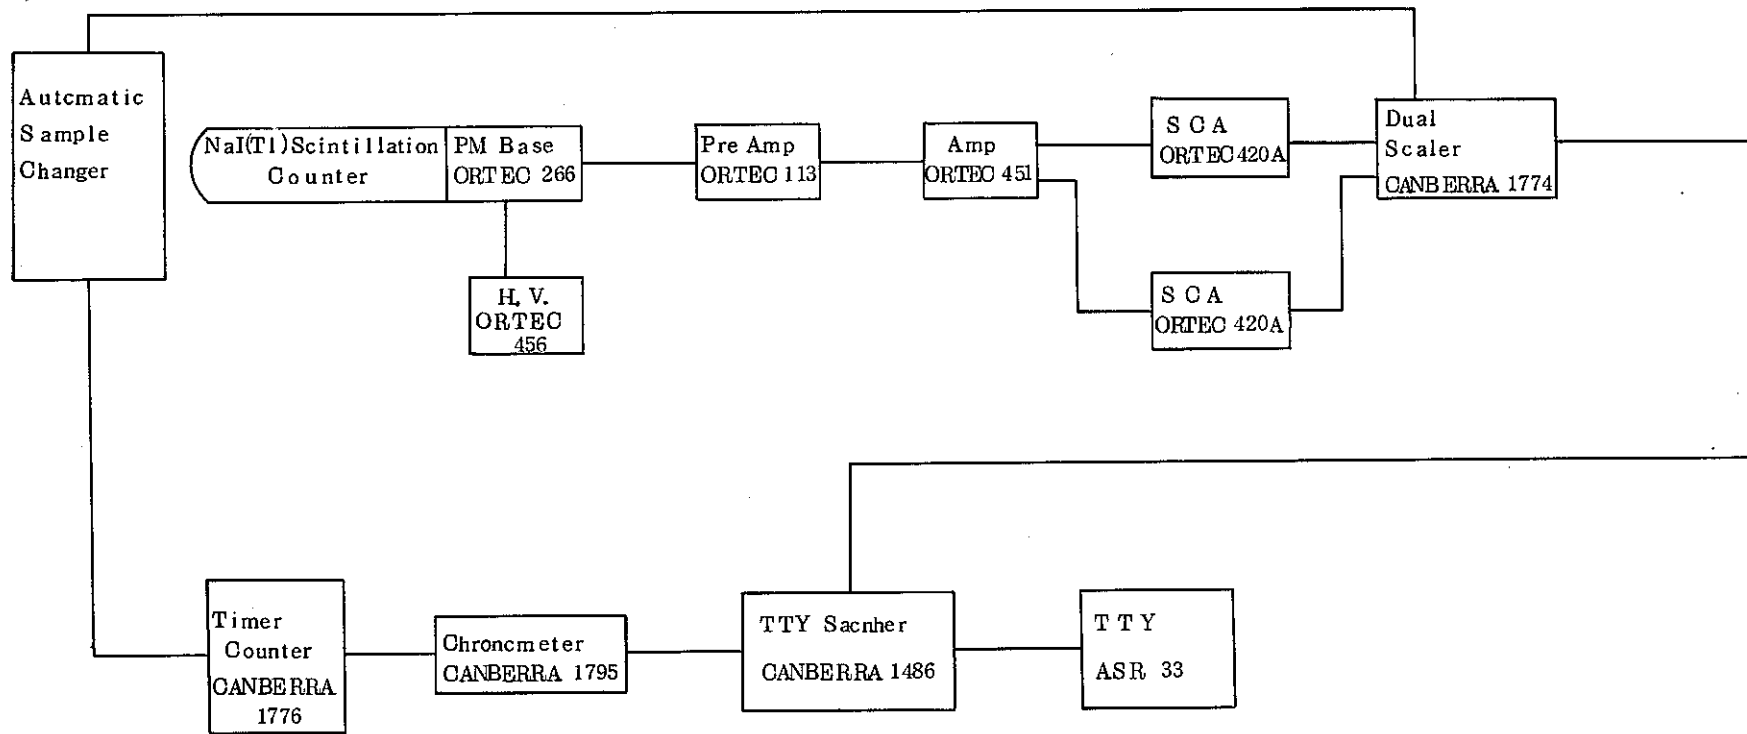 Autcmatic
Sample
Changer
NaI(Tl)Scintillation
Counter
PM Base
ORTEC 266
H. V.
ORTEC
456
Pre Amp
ORTEC 113
Amp
ORTEC 451
SCA
ORTEC 420A
SCA
ORTEC 420A
Dual
Scaler
CANBERRA 1774
Timer
Counter
CANBERRA
1776
Chroncmeter
CANBERRA 1795
TTY Sacnher
CANBERRA 1486
TTY
ASR 33